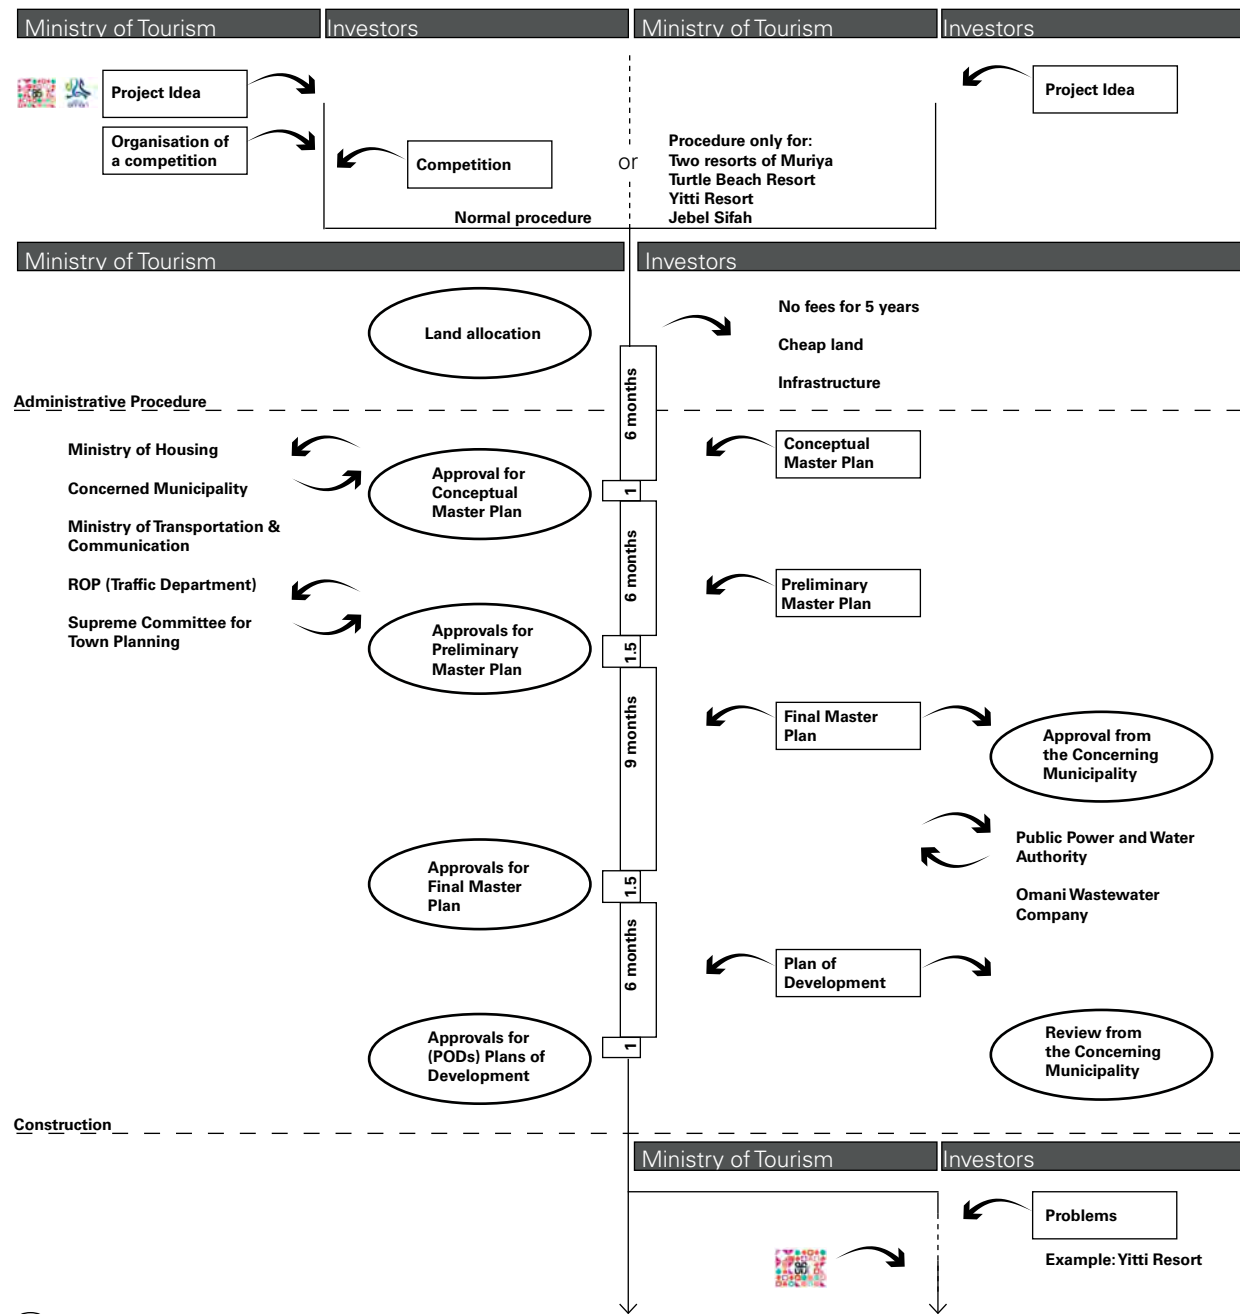 Ministry of Tourism
Investors
Ministry of Tourism
Investors
Project Idea
Organisation of
a competition
Competition
or
Procedure only for:
Two resorts of Muriya
Turtle Beach Resort
Yitti Resort
Jebel Sifah
Project Idea
Normal procedure
Ministry of Tourism
Investors
Land allocation
No fees for 5 years
Cheap land
Infrastructure
6 months
Administrative Procedure
Ministry of Housing
Concerned Municipality
Ministry of Transportation &
Communication
ROP (Traffic Department)
Supreme Committee for
Town Planning
Approval for
Conceptual
Master Plan
1
Conceptual
Master Plan
6 months
Preliminary
Master Plan
Approvals for
Preliminary
Master Plan
1.5
9 months
Final Master
Plan
Approval from
the Concerning
Municipality
Public Power and Water
Authority
Omani Wastewater
Company
Approvals for
Final Master
Plan
1.5
6 months
Plan of
Development
Approvals for
(PODs) Plans of
Development
1
Review from
the Concerning
Municipality
Construction
Ministry of Tourism
Investors
Problems
Example: Yitti Resort